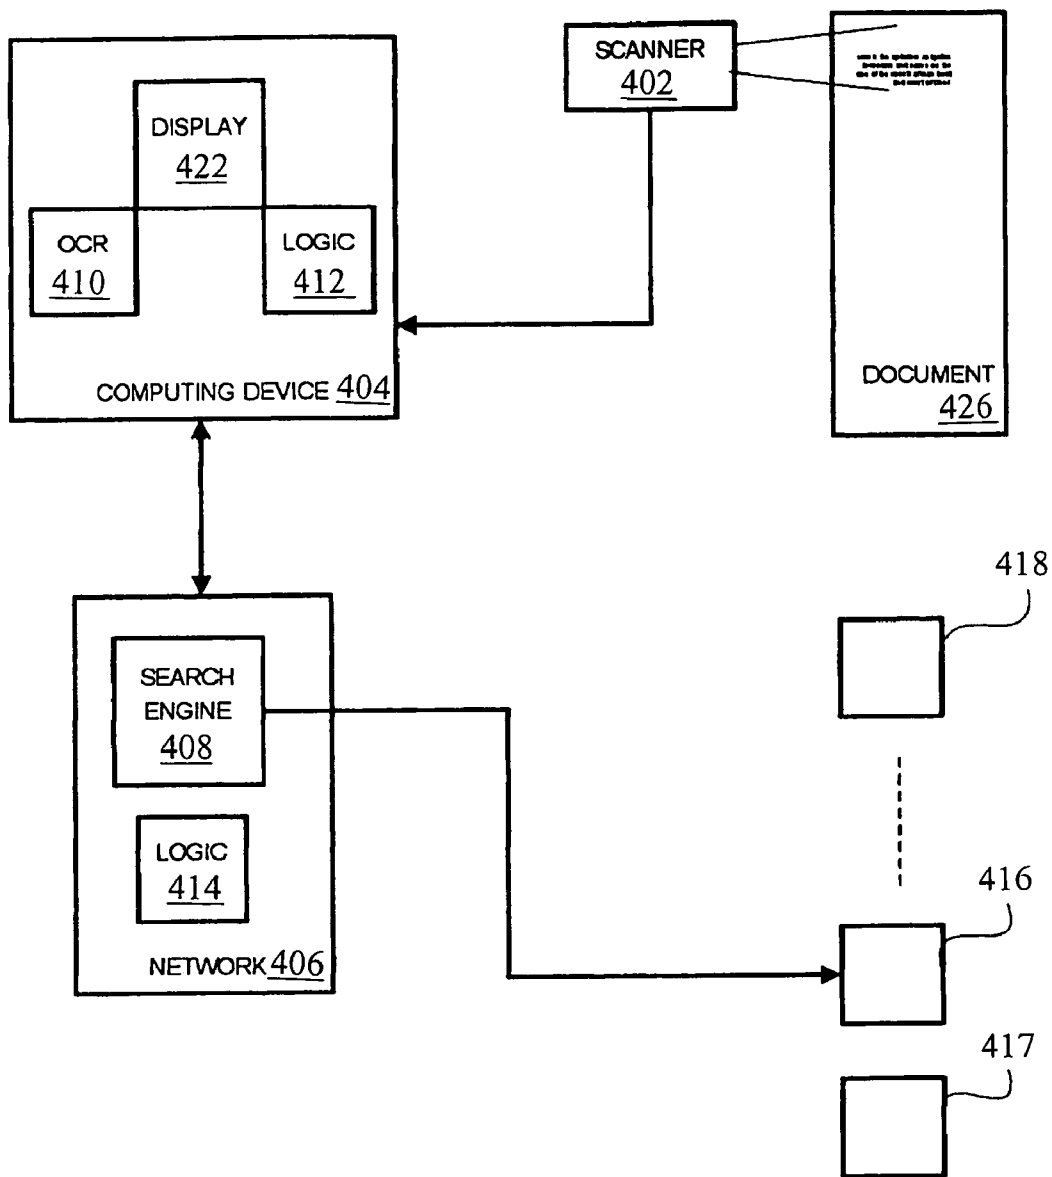 SCANNER
402
DISPLAY
422
OCR
410
LOGIC
412
COMPUTING DEVICE 404
DOCUMENT
426
SEARCH
ENGINE
408
LOGIC
414
NETWORK 406
418
416
417